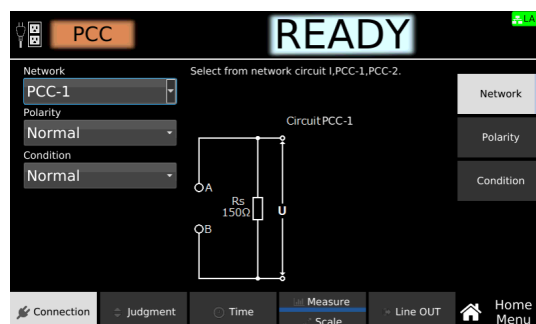 PCC
READY
LA
Network
PCC-1
Polarity
Normal
Condition
Normal
Select from network circuit I,PCC-1,PCC-2.
Circuit PCC-1
A
Rs
150Ω
U
B
Network
Polarity
Condition
Connection
Judgment
Time
Measure
Scale
Line OUT
Home
Menu